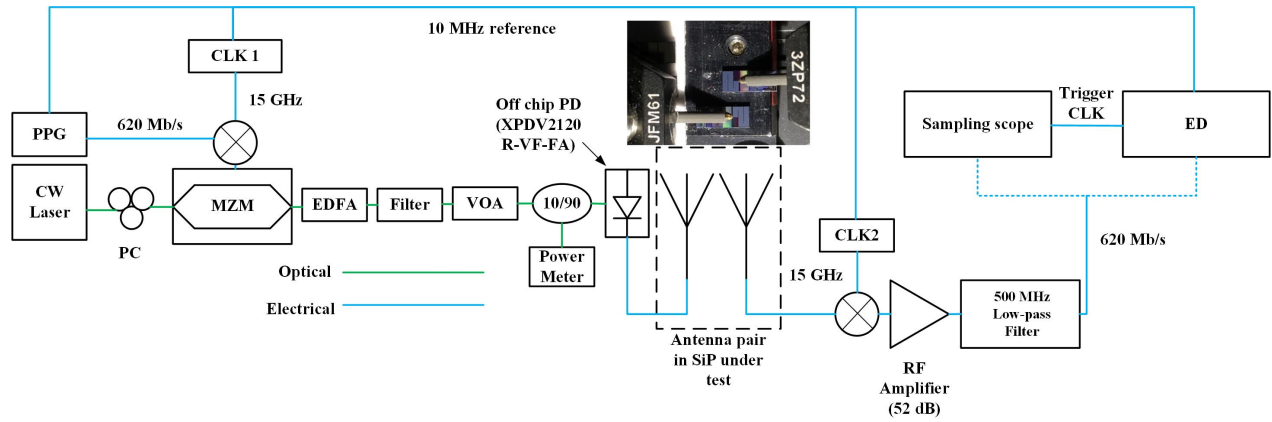 10 MHz reference
CLK 1
15 GHz
PPG
620 Mb/s
CW
Laser
PC
MZM
EDFA
Filter
VOA
10/90
Power
Meter
Off chip PD
(XPDV2120
R-VF-FA)
JFM61
3ZP72
Optical
Electrical
Antenna pair
in SiP under
test
CLK2
15 GHz
RF
Amplifier
(52 dB)
500 MHz
Low-pass
Filter
620 Mb/s
Sampling scope
Trigger
CLK
ED